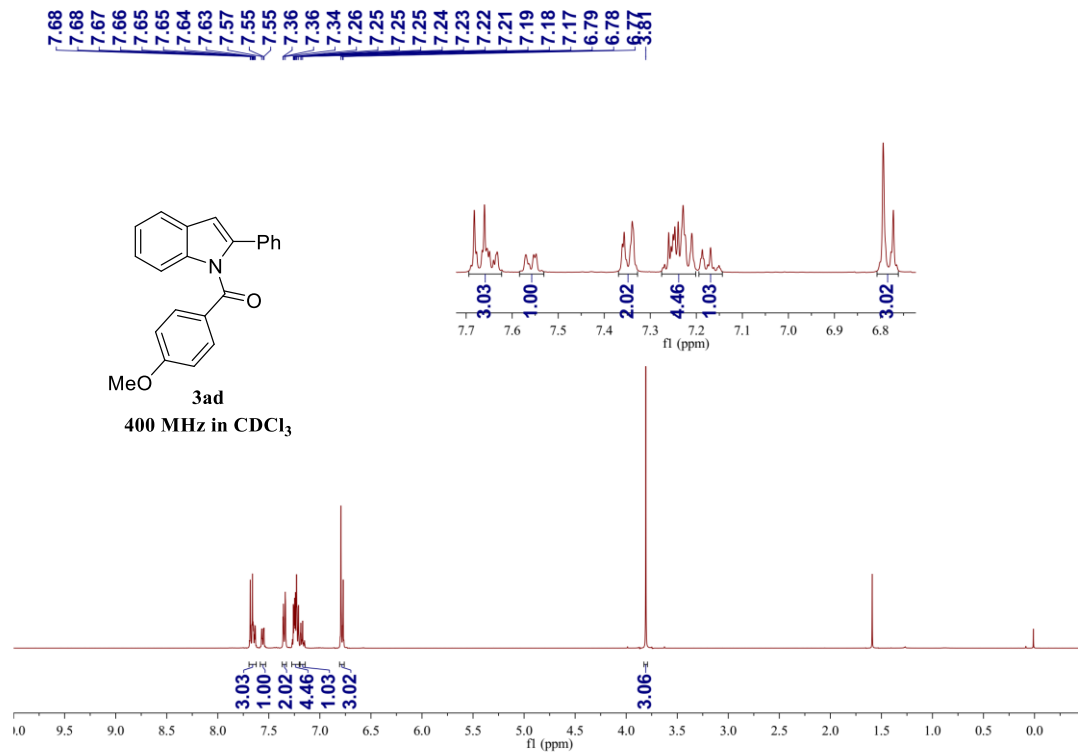 7.68 7.68 7.67 7.66 7.65 7.65 7.64 7.63 7.57 7.55 7.55 7.36 7.36 7.34 7.26 7.25 7.25 7.25 7.24 7.23 7.22 7.21 7.19 7.18 7.17 6.79 6.78 6.77 3.81
3.03 1.00 2.02 4.46 1.03 3.02
7.7 7.6 7.5 7.4 7.3 7.2 7.1 7.0 6.9 6.8
f1 (ppm)
Ph
N
O
MeO
3ad
400 MHz in CDCl₃
3.03 1.00 2.02 4.46 1.03 3.02 3.06
9.5 9.0 8.5 8.0 7.5 7.0 6.5 6.0 5.5 5.0 4.5 4.0 3.5 3.0 2.5 2.0 1.5 1.0 0.5 0.0
f1 (ppm)